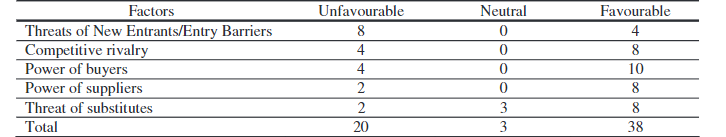 Factors Unfavourable Neutral Favourable
Threats of New Entrants/Entry Barriers 8 0 4
Competitive rivalry 4 0 8
Power of buyers 4 0 10
Power of suppliers 2 0 8
Threat of substitutes 2 3 8
Total 20 3 38